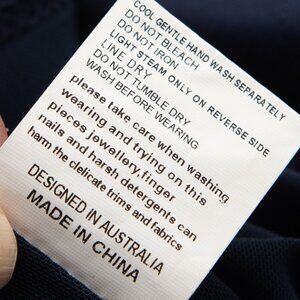 COOL GENTLE HAND WASH SEPARATELY
DO NOT BLEACH
DO NOT IRON
LIGHT STEAM ONLY ON REVERSE SIDE
LINE DRY
DO NOT TUMBLE DRY
WASH BEFORE WEARING
please take care when washing
wearing and trying on this
pieces jewellery,finger
nails and harsh detergents can
harm the clelicate trims and fabrics
DESIGNED IN AUSTRALIA
MADE IN CHINA